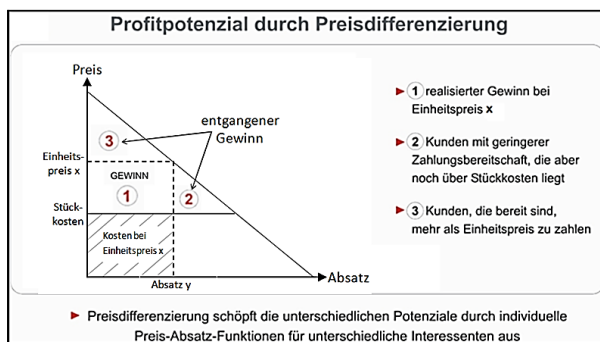 Profitpotenzial durch Preisdifferenzierung
Preis
entgangener
Gewinn
3
Einheits-
preis x
GEWINN
1
2
Stück-
kosten
Kosten bei
Einheitspreis x
Absatz
Absatz y
► 1 realisierter Gewinn bei
Einheitspreis x
► 2 Kunden mit geringerer
Zahlungsbereitschaft, die aber
noch über Stückkosten liegt
► 3 Kunden, die bereit sind,
mehr als Einheitspreis zu zahlen
► Preisdifferenzierung schöpft die unterschiedlichen Potenziale durch individuelle
Preis-Absatz-Funktionen für unterschiedliche Interessenten aus